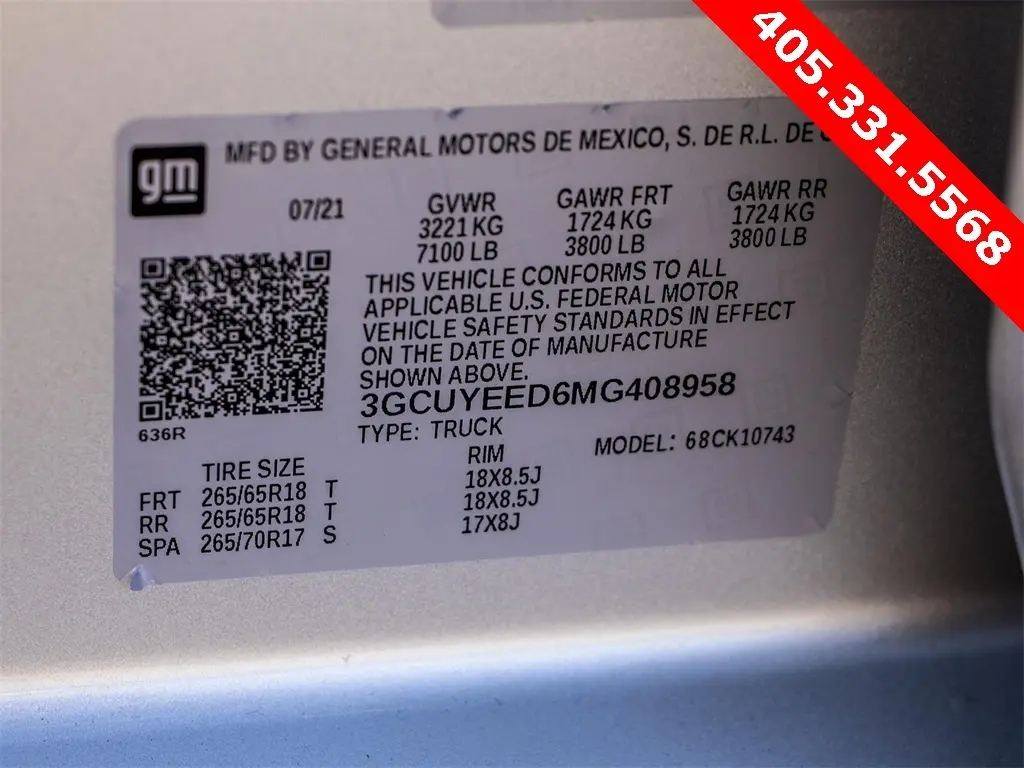 405.331.5568
gm
MFD BY GENERAL MOTORS DE MEXICO, S. DE R.L. DE
07/21
GVWR GAWR FRT GAWR RR
3221 KG 1724 KG 1724 KG
7100 LB 3800 LB 3800 LB
THIS VEHICLE CONFORMS TO ALL
APPLICABLE U.S. FEDERAL MOTOR
VEHICLE SAFETY STANDARDS IN EFFECT
ON THE DATE OF MANUFACTURE
SHOWN ABOVE.
3GCUYEED6MG408958
636R
TYPE: TRUCK MODEL: 68CK10743
TIRE SIZE RIM
FRT 265/65R18 T 18X8.5J
RR 265/65R18 T 18X8.5J
SPA 265/70R17 S 17X8J